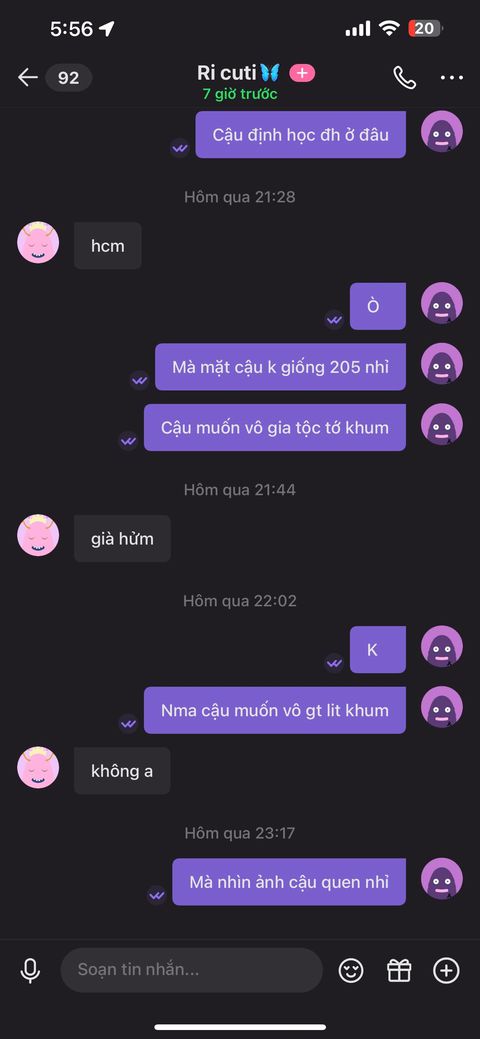 5:56
20
92
Ri cuti🦋
7 giờ trước
Cậu định học đh ở đâu
Hôm qua 21:28
hcm
Ò
Mà mặt cậu k giống 205 nhỉ
Cậu muốn vô gia tộc tớ khum
Hôm qua 21:44
già hửm
Hôm qua 22:02
K
Nma cậu muốn vô gt lit khum
không a
Hôm qua 23:17
Mà nhìn ảnh cậu quen nhỉ
Soạn tin nhắn...